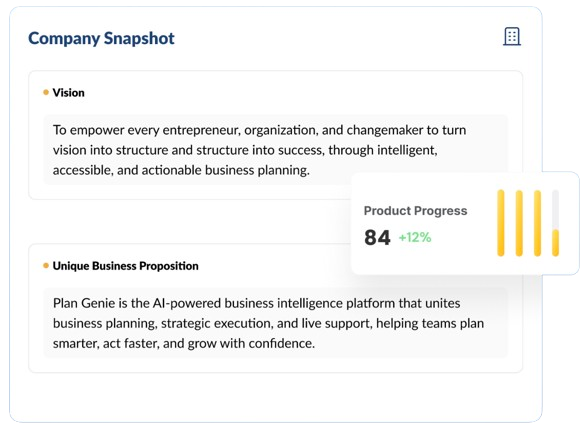 Company Snapshot
Vision
To empower every entrepreneur, organization, and changemaker to turn
vision into structure and structure into success, through intelligent,
accessible, and actionable business planning.
Product Progress
84 +12%
Unique Business Proposition
Plan Genie is the AI-powered business intelligence platform that unites
business planning, strategic execution, and live support, helping teams plan
smarter, act faster, and grow with confidence.